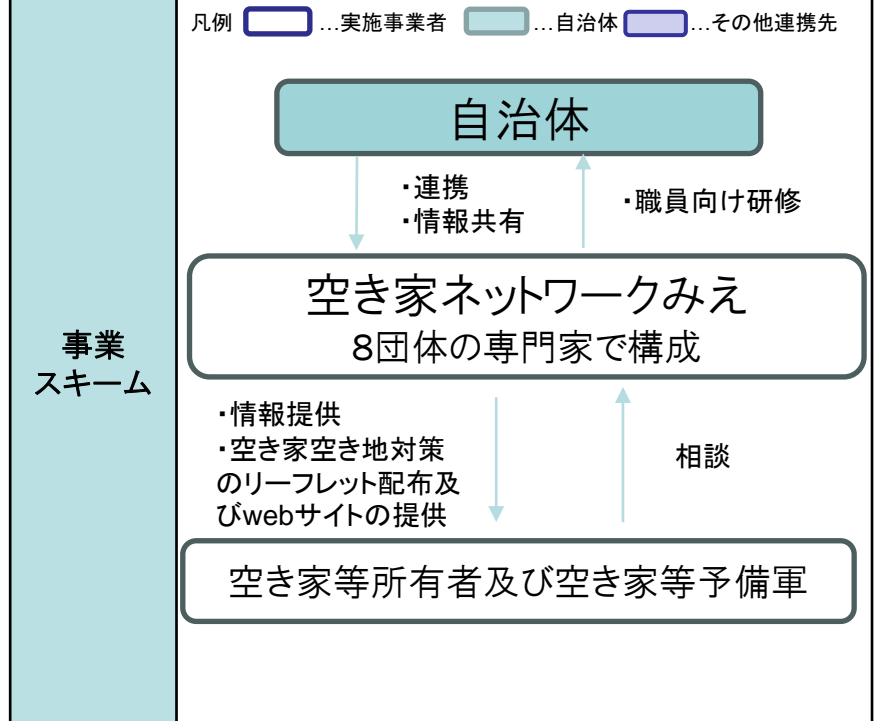 凡例 …実施事業者 …自治体 …その他連携先
自治体
・連携
・情報共有
・職員向け研修
空き家ネットワークみえ
8団体の専門家で構成
事業
スキーム
・情報提供
・空き家空き地対策
のリーフレット配布及
びwebサイトの提供
相談
空き家等所有者及び空き家等予備軍